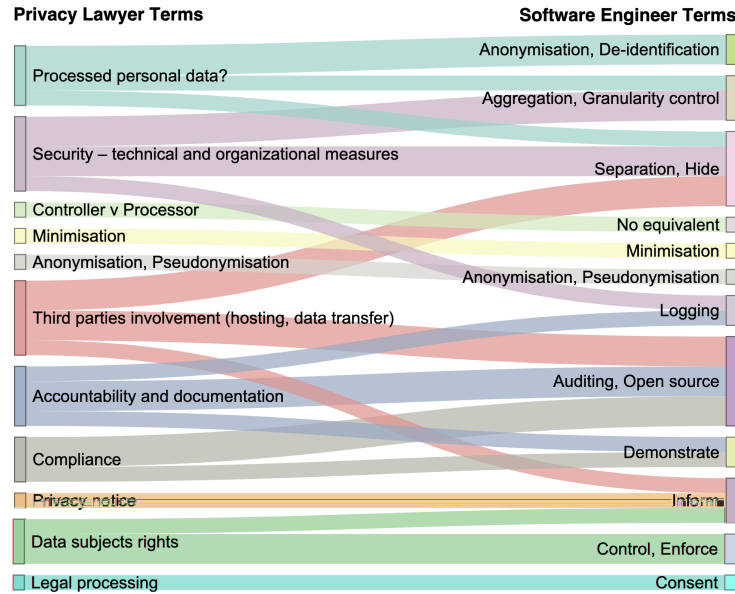 Privacy Lawyer Terms
Software Engineer Terms
Processed personal data?
Security – technical and organizational measures
Controller v Processor
Minimisation
Anonymisation, Pseudonymisation
Third parties involvement (hosting, data transfer)
Accountability and documentation
Compliance
Privacy notice
Data subjects rights
Legal processing
Anonymisation, De-identification
Aggregation, Granularity control
Separation, Hide
No equivalent
Minimisation
Anonymisation, Pseudonymisation
Logging
Auditing, Open source
Demonstrate
Inform
Control, Enforce
Consent